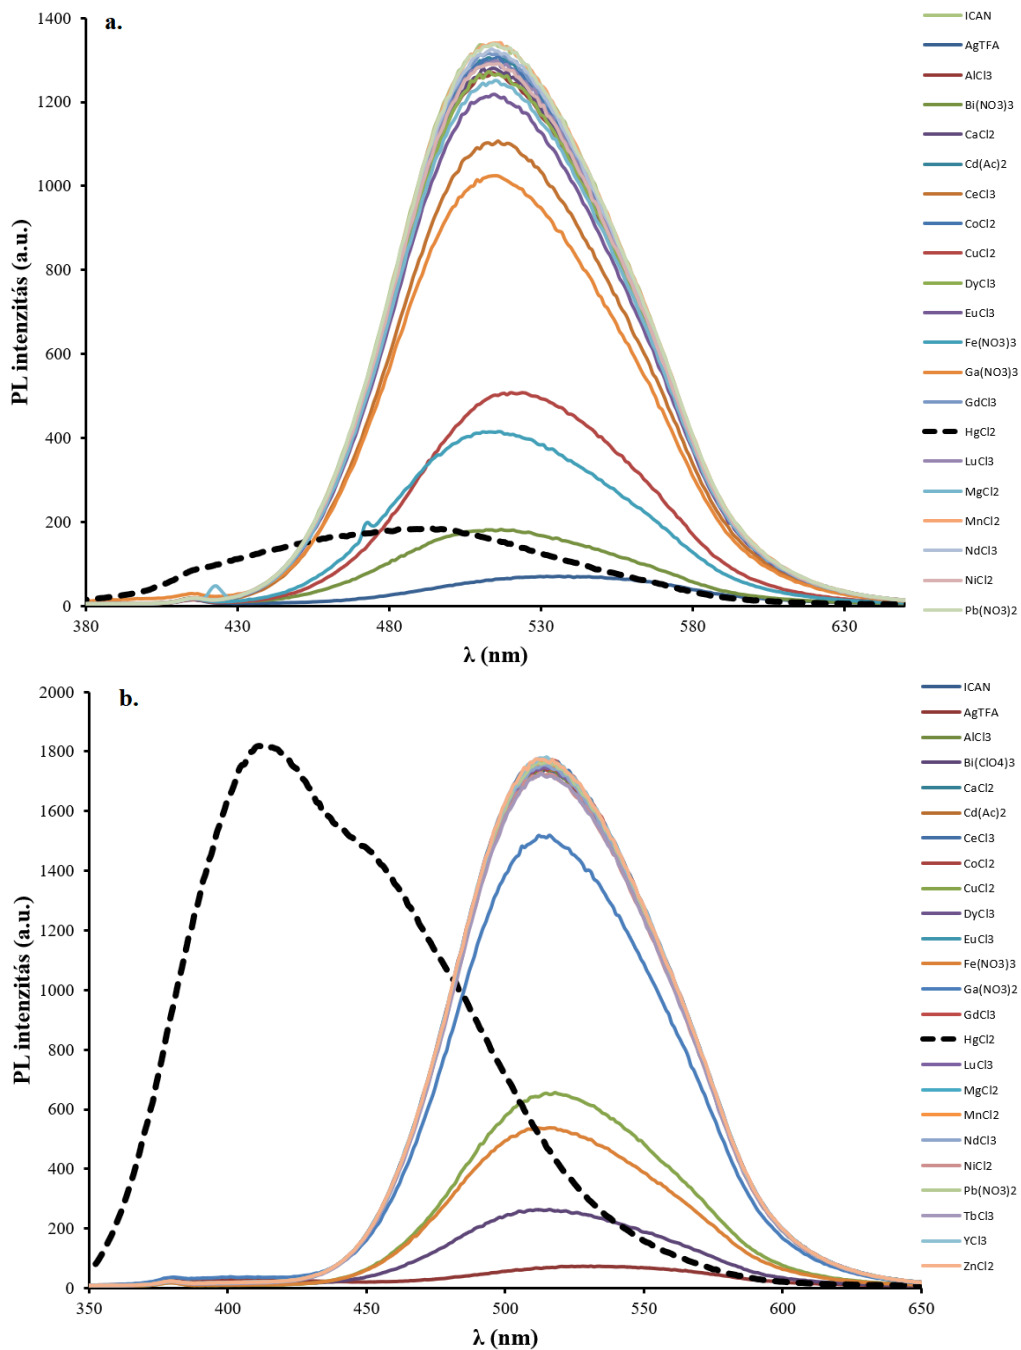 a.
PL intenzitás (a.u.)
1400
1200
1000
800
600
400
200
0
380 430 480 530 580 630
λ (nm)
ICAN
AgTFA
AlCl3
Bi(NO3)3
CaCl2
Cd(Ac)2
CeCl3
CoCl2
CuCl2
DyCl3
EuCl3
Fe(NO3)3
Ga(NO3)3
GdCl3
HgCl2
LuCl3
MgCl2
MnCl2
NdCl3
NiCl2
Pb(NO3)2
b.
PL intenzitás (a.u.)
2000
1800
1600
1400
1200
1000
800
600
400
200
0
350 400 450 500 550 600 650
λ (nm)
ICAN
AgTFA
AlCl3
Bi(ClO4)3
CaCl2
Cd(Ac)2
CeCl3
CoCl2
CuCl2
DyCl3
EuCl3
Fe(NO3)3
Ga(NO3)2
GdCl3
HgCl2
LuCl3
MgCl2
MnCl2
NdCl3
NiCl2
Pb(NO3)2
TbCl3
YCl3
ZnCl2